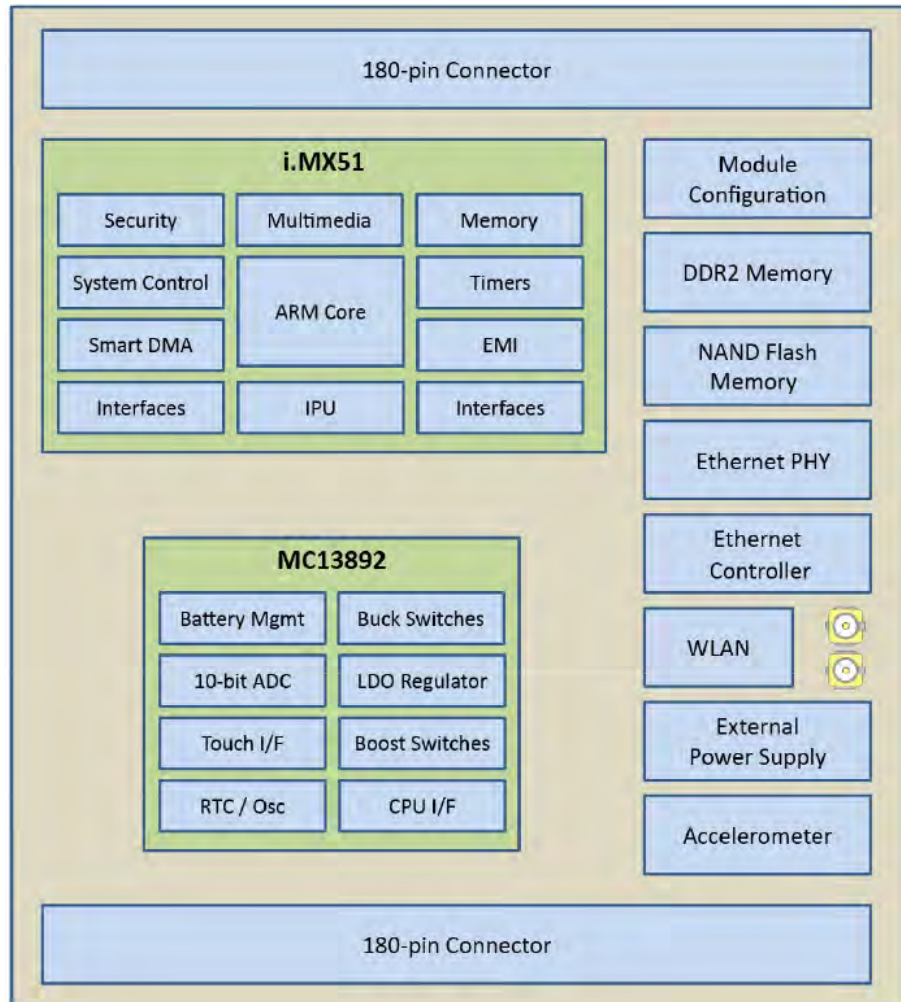 180-pin Connector
i.MX51
Security
Multimedia
Memory
System Control
ARM Core
Timers
Smart DMA
EMI
Interfaces
IPU
Interfaces
Module
Configuration
DDR2 Memory
NAND Flash
Memory
Ethernet PHY
Ethernet
Controller
WLAN
External
Power Supply
Accelerometer
MC13892
Battery Mgmt
Buck Switches
10-bit ADC
LDO Regulator
Touch I/F
Boost Switches
RTC / Osc
CPU I/F
180-pin Connector